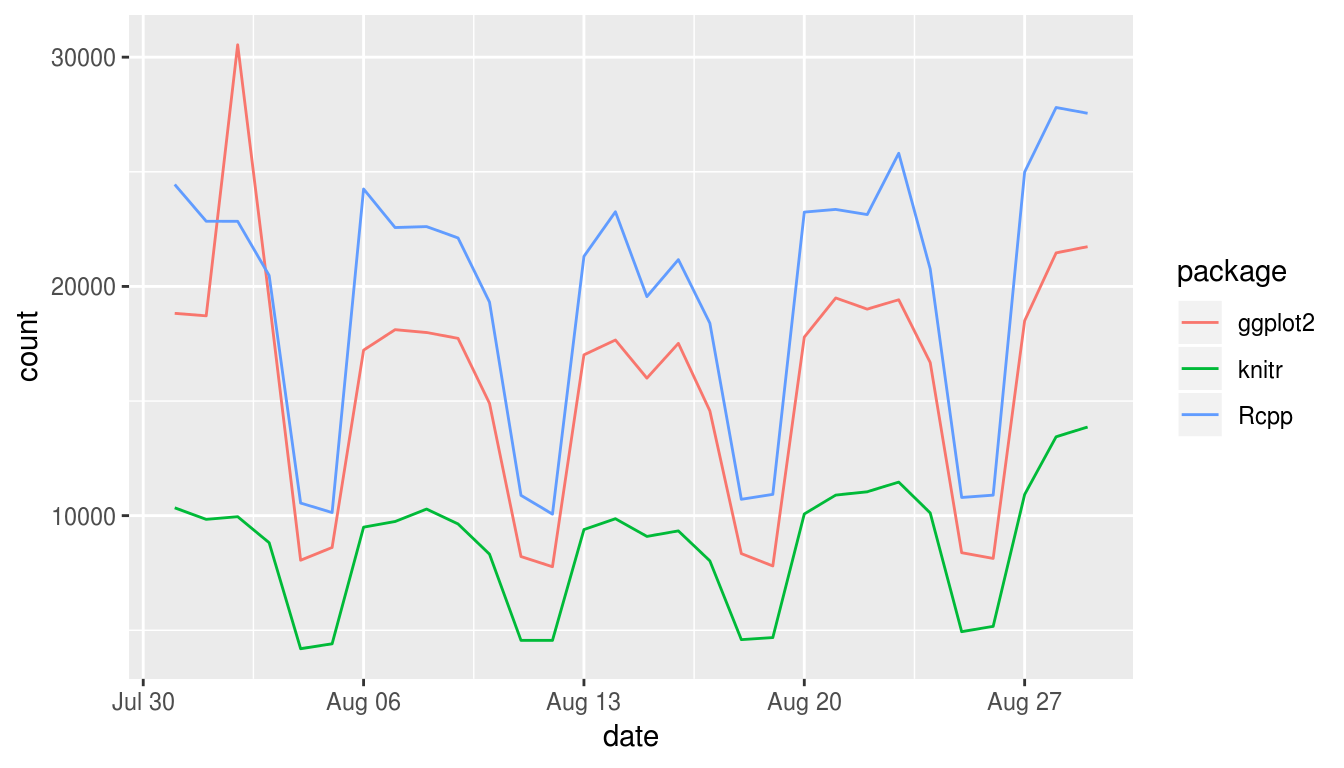 30000
20000
10000
count
Jul 30
Aug 06
Aug 13
Aug 20
Aug 27
date
package
ggplot2
knitr
Rcpp